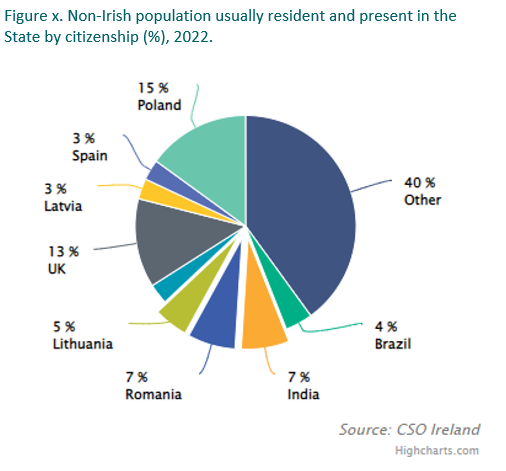 Figure x. Non-Irish population usually resident and present in the
State by citizenship (%), 2022.
15 %
Poland
3 %
Spain
3 %
Latvia
40 %
Other
13 %
UK
5 %
Lithuania
4 %
Brazil
7 %
Romania
7 %
India
Source: CSO Ireland
Highcharts.com